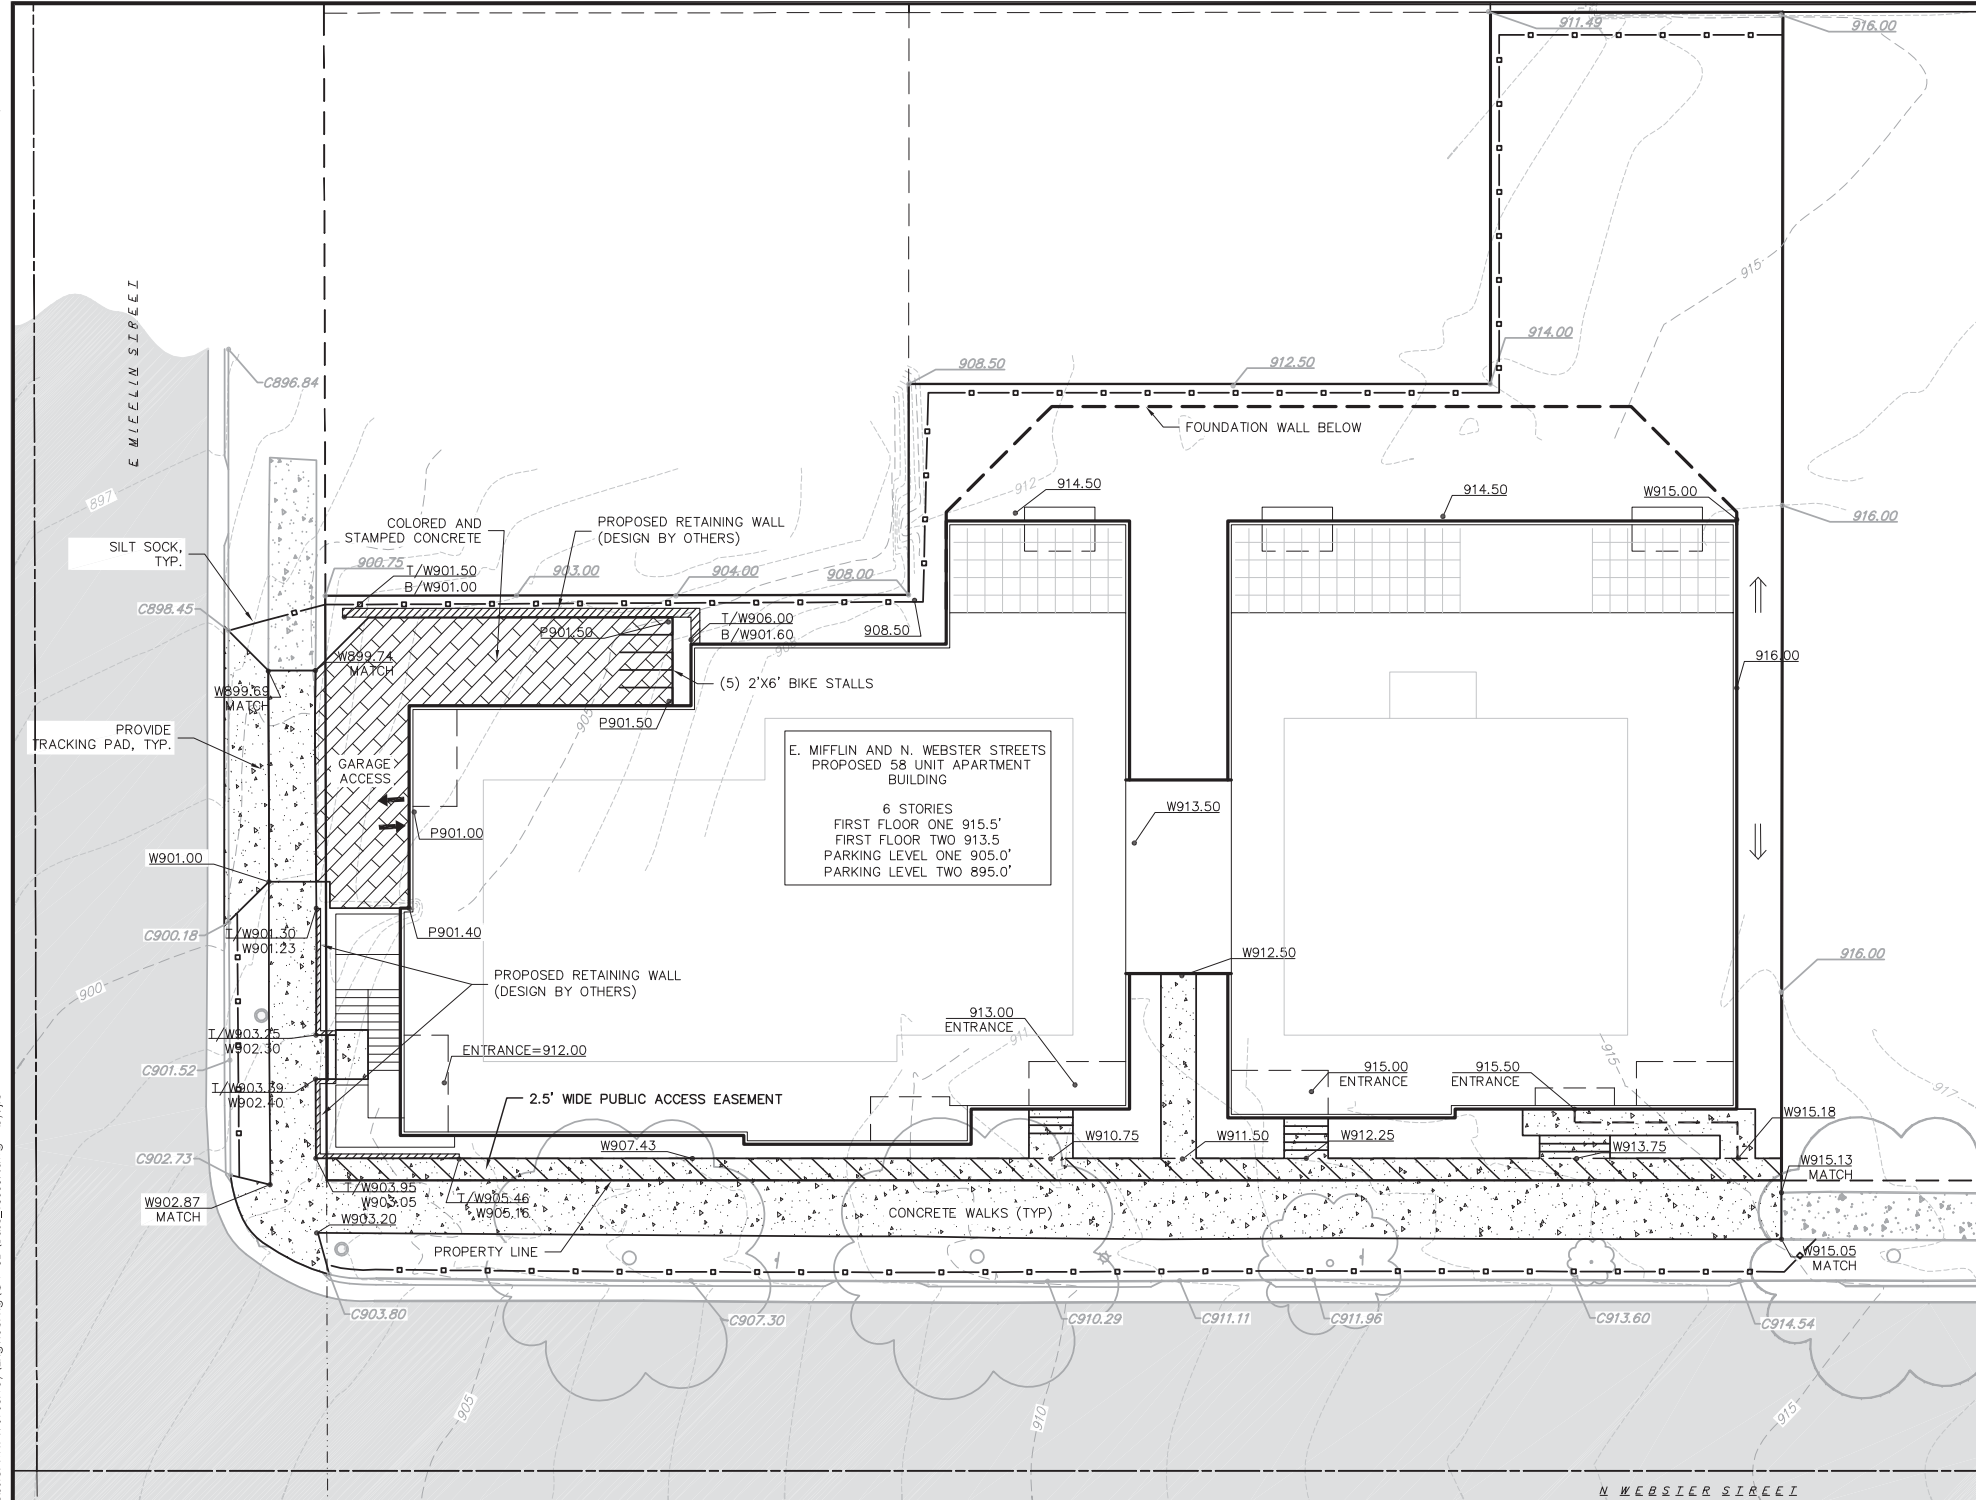 911.49
916.00
915
E MIFFLIN STREET
914.00
908.50
912.50
C896.84
FOUNDATION WALL BELOW
897
912
914.50
914.50
W915.00
916.00
COLORED AND
STAMPED CONCRETE
PROPOSED RETAINING WALL
(DESIGN BY OTHERS)
SILT SOCK,
TYP.
900.75
T/W901.50
B/W901.00
903.00
904.00
908.00
C898.45
P901.50
T/W906.00
B/W901.60
908.50
W899.74
MATCH
916.00
W899.69
MATCH
(5) 2'X6' BIKE STALLS
905
P901.50
PROVIDE
TRACKING PAD, TYP.
GARAGE
ACCESS
E. MIFFLIN AND N. WEBSTER STREETS
PROPOSED 58 UNIT APARTMENT
BUILDING
6 STORIES
FIRST FLOOR ONE 915.5'
FIRST FLOOR TWO 913.5
PARKING LEVEL ONE 905.0'
PARKING LEVEL TWO 895.0'
W913.50
P901.00
W901.00
C900.18
T/W901.30
W901.23
P901.40
W912.50
916.00
PROPOSED RETAINING WALL
(DESIGN BY OTHERS)
900
913.00
ENTRANCE
911
T/W903.25
W902.30
ENTRANCE=912.00
915
C901.52
915.00
ENTRANCE
915.50
ENTRANCE
917
T/W903.39
W902.40
2.5' WIDE PUBLIC ACCESS EASEMENT
W915.18
W907.43
W910.75
W911.50
W912.25
W913.75
C902.73
W915.13
MATCH
W902.87
MATCH
T/W903.95
W903.05
T/W905.46
W905.16
W903.20
CONCRETE WALKS (TYP)
PROPERTY LINE
W915.05
MATCH
C903.80
C907.30
C910.29
C911.11
C911.96
C913.60
C914.54
905
910
915
N WEBSTER STREET